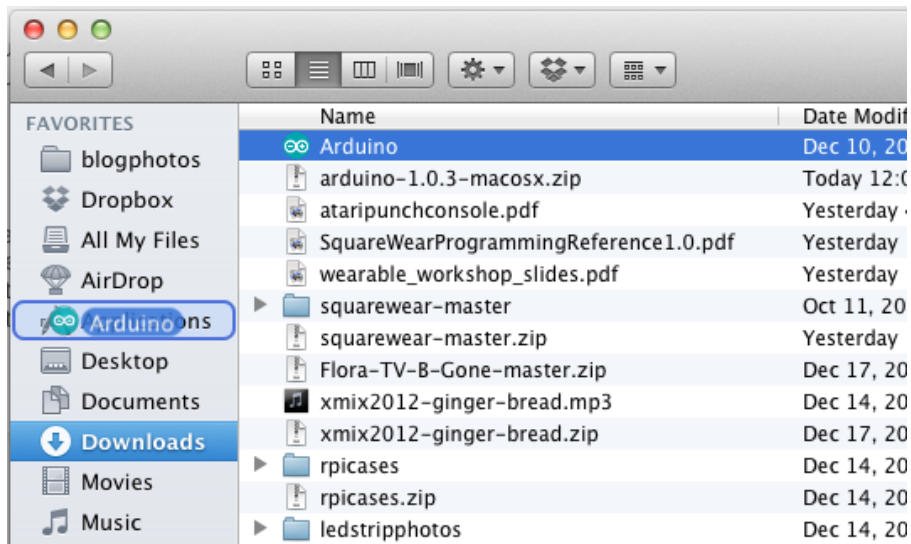 Name Date Modif
FAVORITES
blogphotos
Dropbox
All My Files
AirDrop
Arduino ons
Desktop
Documents
Downloads
Movies
Music
Arduino Dec 10, 20
arduino-1.0.3-macosx.zip Today 12:0
ataripunchconsole.pdf Yesterday
SquareWearProgrammingReference1.0.pdf Yesterday
wearable_workshop_slides.pdf Yesterday
squarewear-master Oct 11, 20
squarewear-master.zip Yesterday
Flora-TV-B-Gone-master.zip Dec 17, 20
xmix2012-ginger-bread.mp3 Dec 14, 20
xmix2012-ginger-bread.zip Dec 17, 20
rpicases Dec 14, 20
rpicases.zip Dec 14, 20
ledstripphotos Dec 14, 20